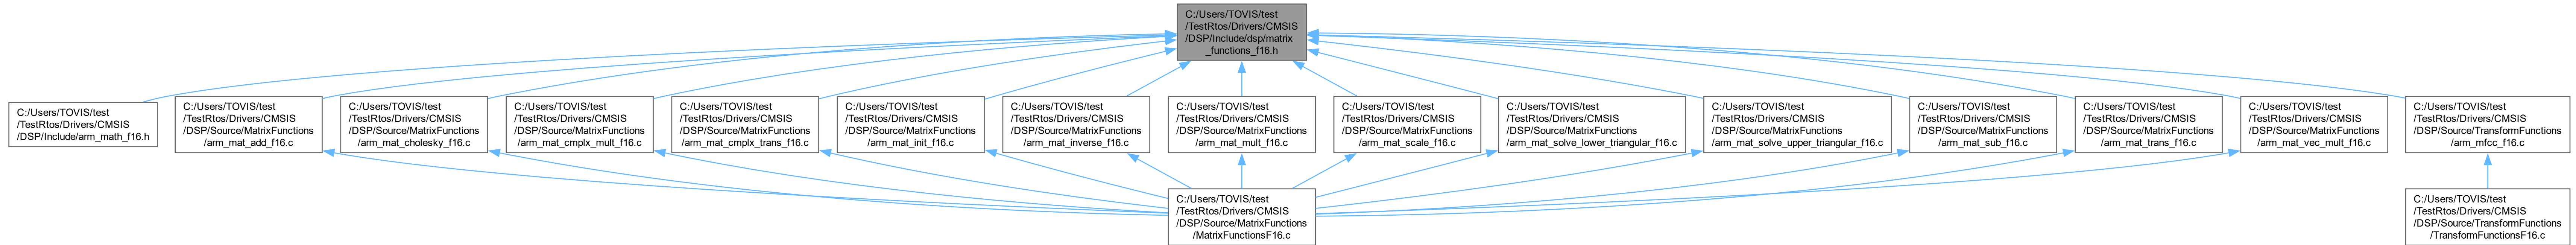 C:/Users/TOVIS/test
/TestRtos/Drivers/CMSIS
/DSP/Include/dsp/matrix
_functions_f16.h
C:/Users/TOVIS/test
/TestRtos/Drivers/CMSIS
/DSP/Include/arm_math_f16.h
C:/Users/TOVIS/test
/TestRtos/Drivers/CMSIS
/DSP/Source/MatrixFunctions
/arm_mat_add_f16.c
C:/Users/TOVIS/test
/TestRtos/Drivers/CMSIS
/DSP/Source/MatrixFunctions
/arm_mat_cholesky_f16.c
C:/Users/TOVIS/test
/TestRtos/Drivers/CMSIS
/DSP/Source/MatrixFunctions
/arm_mat_cmplx_mult_f16.c
C:/Users/TOVIS/test
/TestRtos/Drivers/CMSIS
/DSP/Source/MatrixFunctions
/arm_mat_cmplx_trans_f16.c
C:/Users/TOVIS/test
/TestRtos/Drivers/CMSIS
/DSP/Source/MatrixFunctions
/arm_mat_init_f16.c
C:/Users/TOVIS/test
/TestRtos/Drivers/CMSIS
/DSP/Source/MatrixFunctions
/arm_mat_inverse_f16.c
C:/Users/TOVIS/test
/TestRtos/Drivers/CMSIS
/DSP/Source/MatrixFunctions
/arm_mat_mult_f16.c
C:/Users/TOVIS/test
/TestRtos/Drivers/CMSIS
/DSP/Source/MatrixFunctions
/arm_mat_scale_f16.c
C:/Users/TOVIS/test
/TestRtos/Drivers/CMSIS
/DSP/Source/MatrixFunctions
/arm_mat_solve_lower_triangular_f16.c
C:/Users/TOVIS/test
/TestRtos/Drivers/CMSIS
/DSP/Source/MatrixFunctions
/arm_mat_solve_upper_triangular_f16.c
C:/Users/TOVIS/test
/TestRtos/Drivers/CMSIS
/DSP/Source/MatrixFunctions
/arm_mat_sub_f16.c
C:/Users/TOVIS/test
/TestRtos/Drivers/CMSIS
/DSP/Source/MatrixFunctions
/arm_mat_trans_f16.c
C:/Users/TOVIS/test
/TestRtos/Drivers/CMSIS
/DSP/Source/MatrixFunctions
/arm_mat_vec_mult_f16.c
C:/Users/TOVIS/test
/TestRtos/Drivers/CMSIS
/DSP/Source/TransformFunctions
/arm_mfcc_f16.c
C:/Users/TOVIS/test
/TestRtos/Drivers/CMSIS
/DSP/Source/MatrixFunctions
/MatrixFunctionsF16.c
C:/Users/TOVIS/test
/TestRtos/Drivers/CMSIS
/DSP/Source/TransformFunctions
/TransformFunctionsF16.c